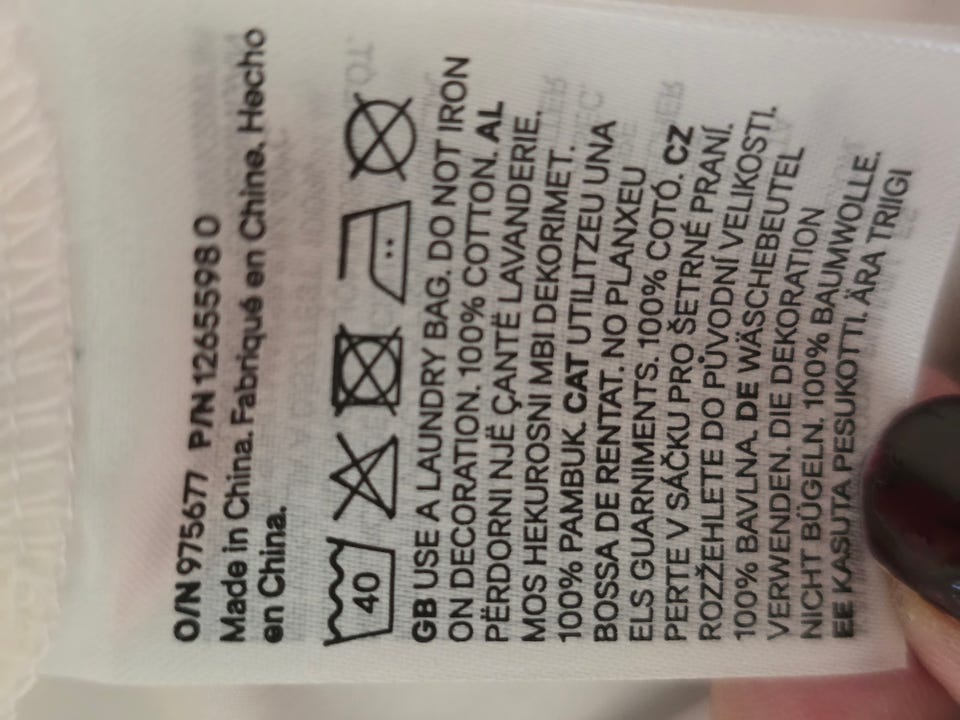 O/N 975677 P/N 1265598 0
Made in China. Fabriqué en Chine. Hecho
en China.
40
GB USE A LAUNDRY BAG. DO NOT IRON
ON DECORATION. 100% COTTON. AL
PËRDORNI NJË ÇANTË LAVANDERIE.
MOS HEKUROSNI MBI DEKORIMET.
100% PAMBUK. CAT UTILITZEU UNA
BOSSA DE RENTAT. NO PLANXEU
ELS GUARNIMENTS. 100% COTÓ. CZ
PERTE V SÁČKU PRO ŠETRNÉ PRANÍ.
ROZŽEHLETE DO PŮVODNÍ VELIKOSTI.
100% BAVLNA. DE WÄSCHEBEUTEL
VERWENDEN. DIE DEKORATION
NICHT BÜGELN. 100% BAUMWOLLE.
EE KASUTA PESUKOTTI. ÄRA TRIIGI